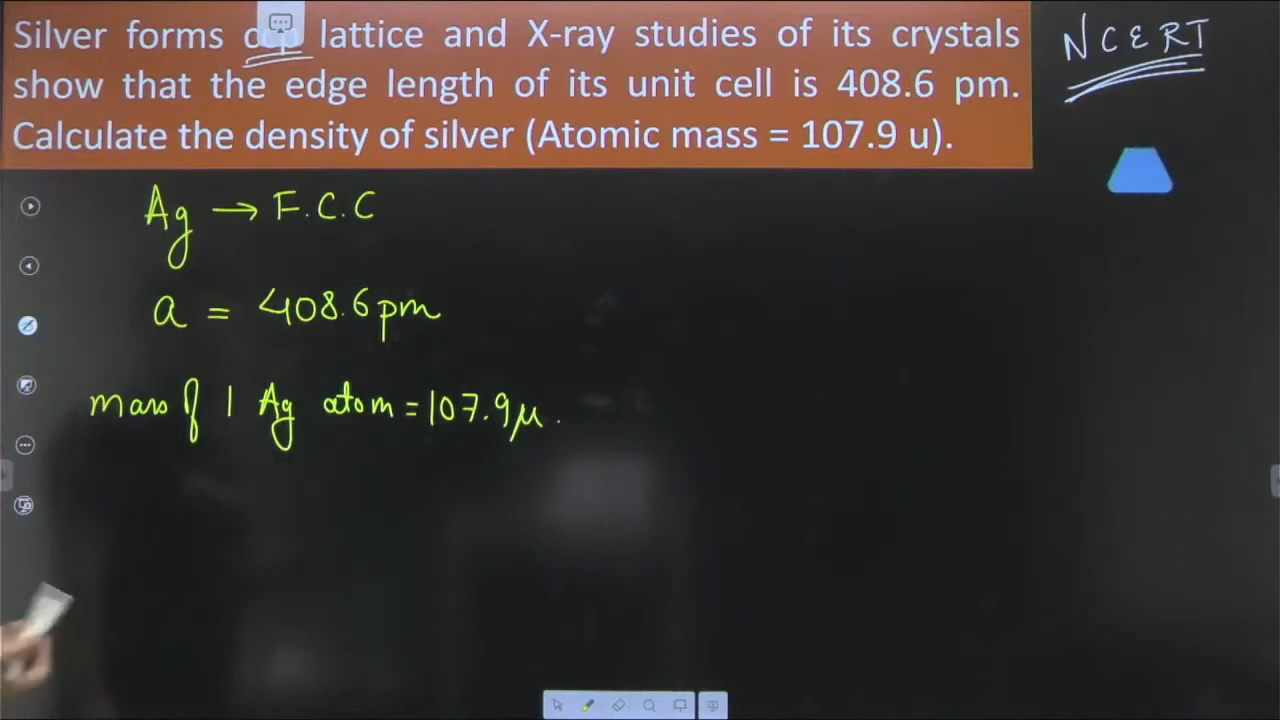 Silver forms ccp lattice and X-ray studies of its crystals
show that the edge length of its unit cell is 408.6 pm.
Calculate the density of silver (Atomic mass = 107.9 u).
NCERT
Ag → F.C.C
a = 408.6 pm
mass of 1 Ag atom = 107.9 μ.